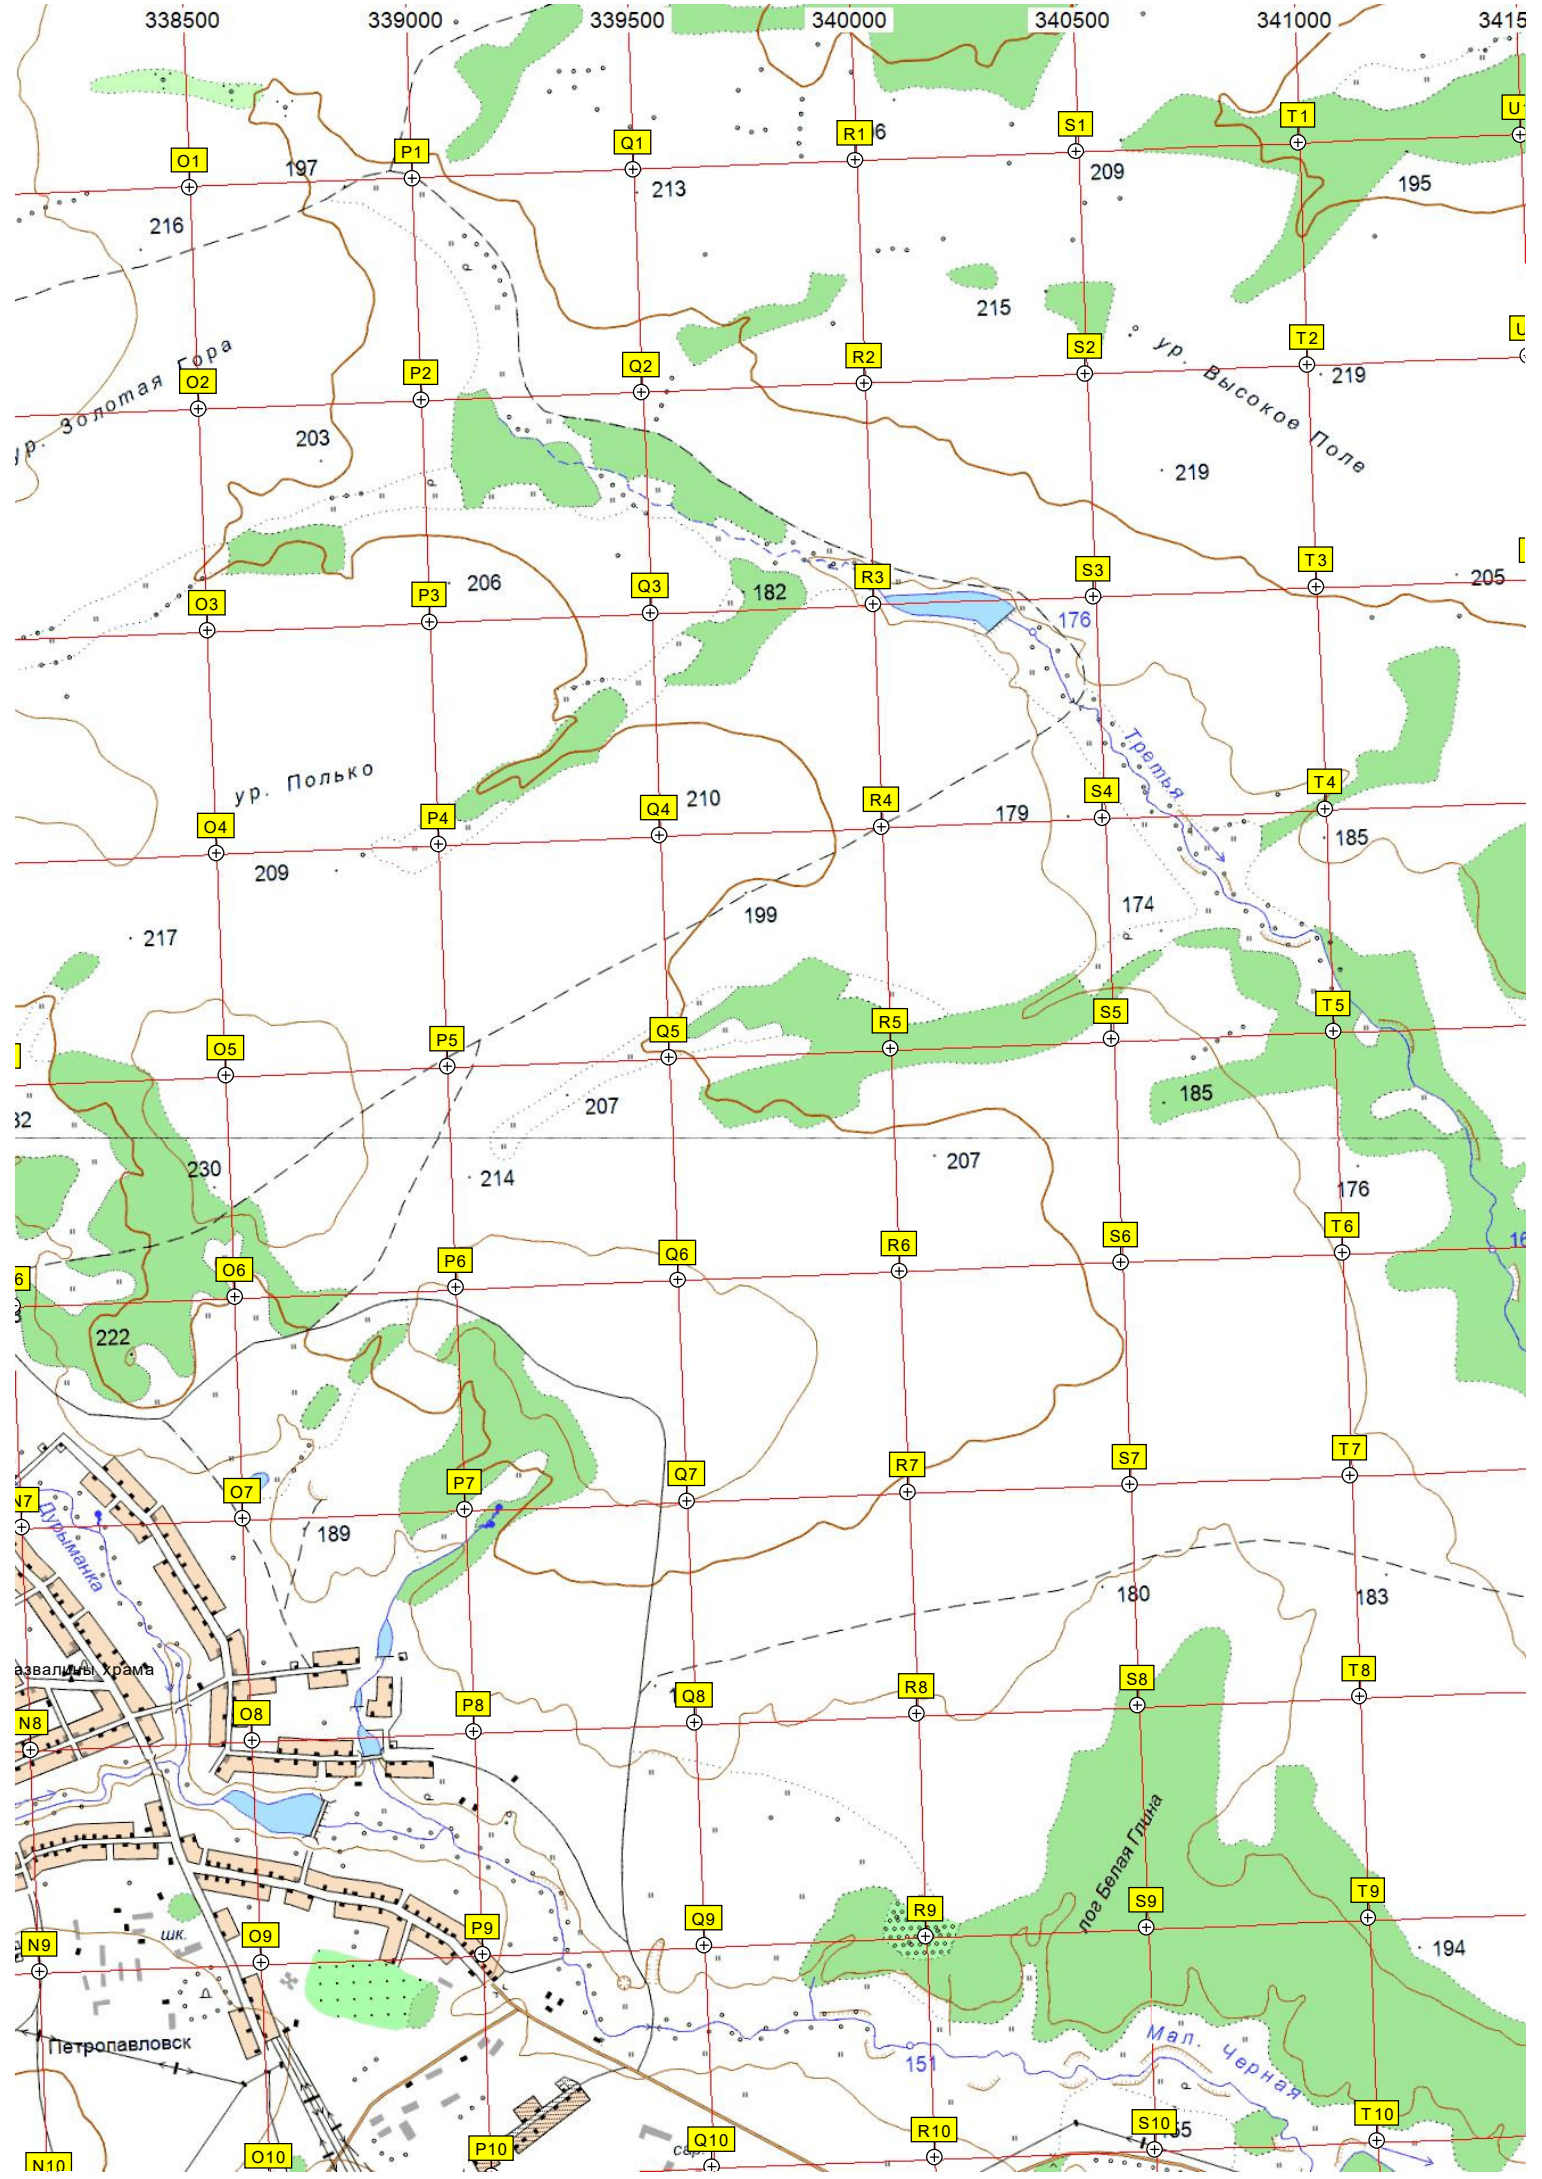 338500 339000 339500 340000 340500 341000 3415
O1 P1 Q1 R1 S1 T1
197 213 209 195
216
215
ур. Золотая Гора
ур. Высокое Поле
O2 P2 Q2 R2 S2 T2
219
203
219
206 182 176 205
O3 P3 Q3 R3 S3 T3
ур. Полько
Третья
210 179
O4 P4 Q4 R4 S4 T4
185
209
199 174
217
O5 P5 Q5 R5 S5 T5
207 185
230 214 207 176
O6 P6 Q6 R6 S6 T6
222
N7 O7 P7 Q7 R7 S7 T7
Дурыманка
189
180 183
азвалины храма
N8 O8 P8 Q8 R8 S8 T8
лог Белая Глина
шк.
N9 O9 P9 Q9 R9 S9 T9
194
Петропавловск
151
Мал. Черная
N10 O10 P10 Q10 R10 S10 T10